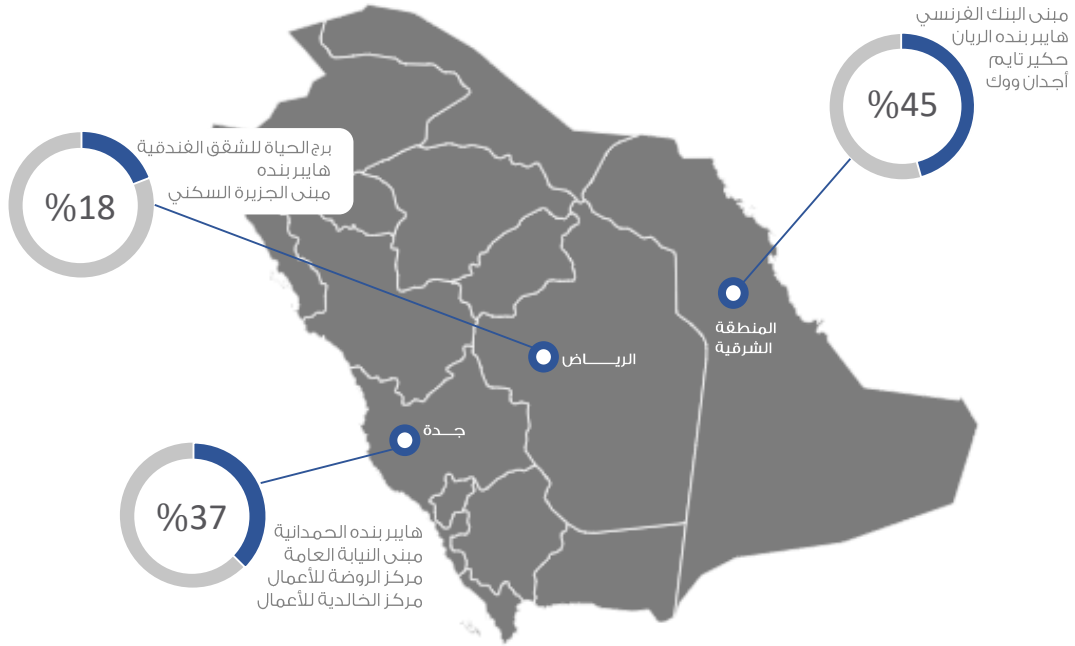 مبنى البنك الفرنسي
هايبر بنده الريان
حكير تايم
أجدان ووك
%45
برج الحياة للشقق الفندقية
هايبر بنده
مبنى الجزيرة السكني
%18
المنطقة
الشرقية
الريـــــاض
جـــدة
%37
هايبر بنده الحمدانية
مبنى النيابة العامة
مركز الروضة للأعمال
مركز الخالدية للأعمال